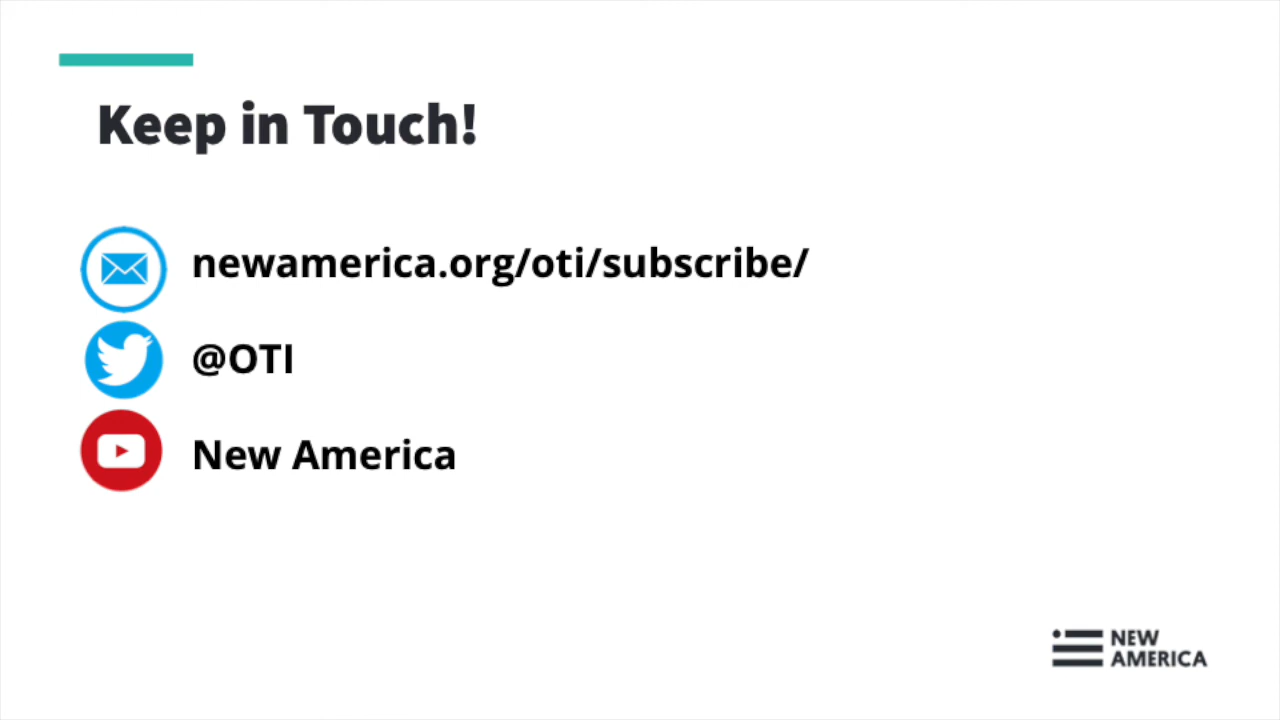 Keep in Touch!
newamerica.org/oti/subscribe/
@OTI
New America
NEW
AMERICA